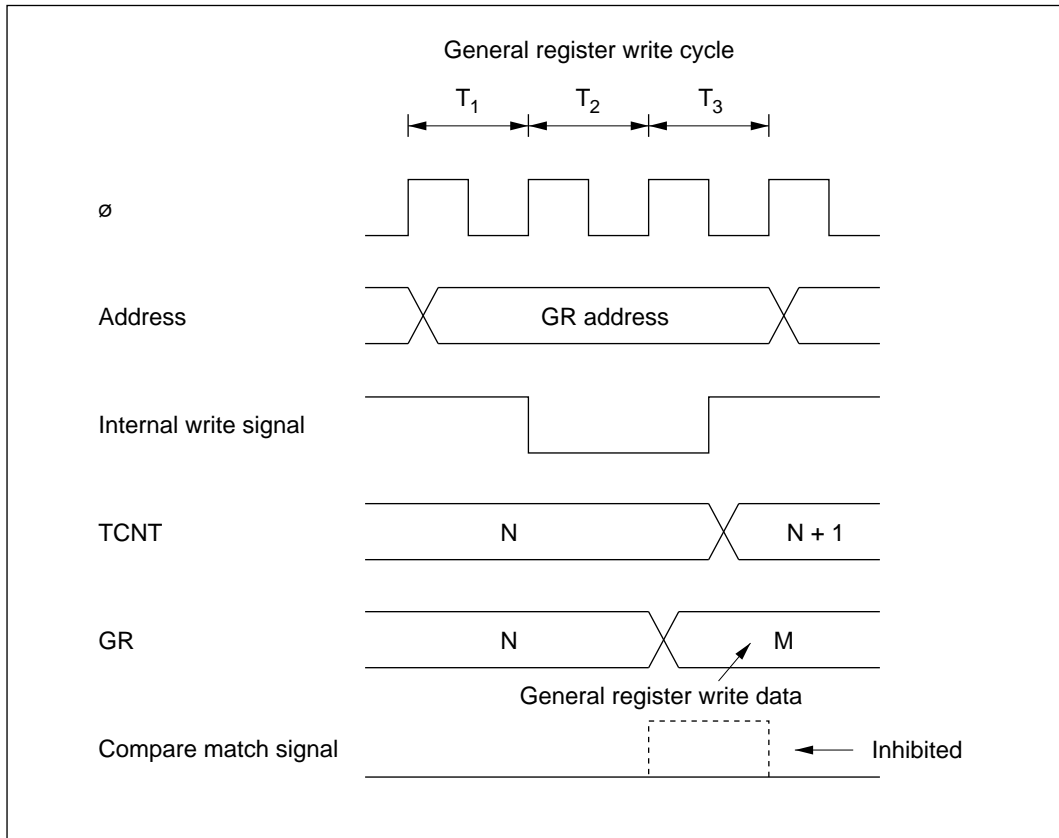 General register write cycle
T1 T2 T3
ø
Address GR address
Internal write signal
TCNT N N + 1
GR N M
General register write data
Compare match signal Inhibited